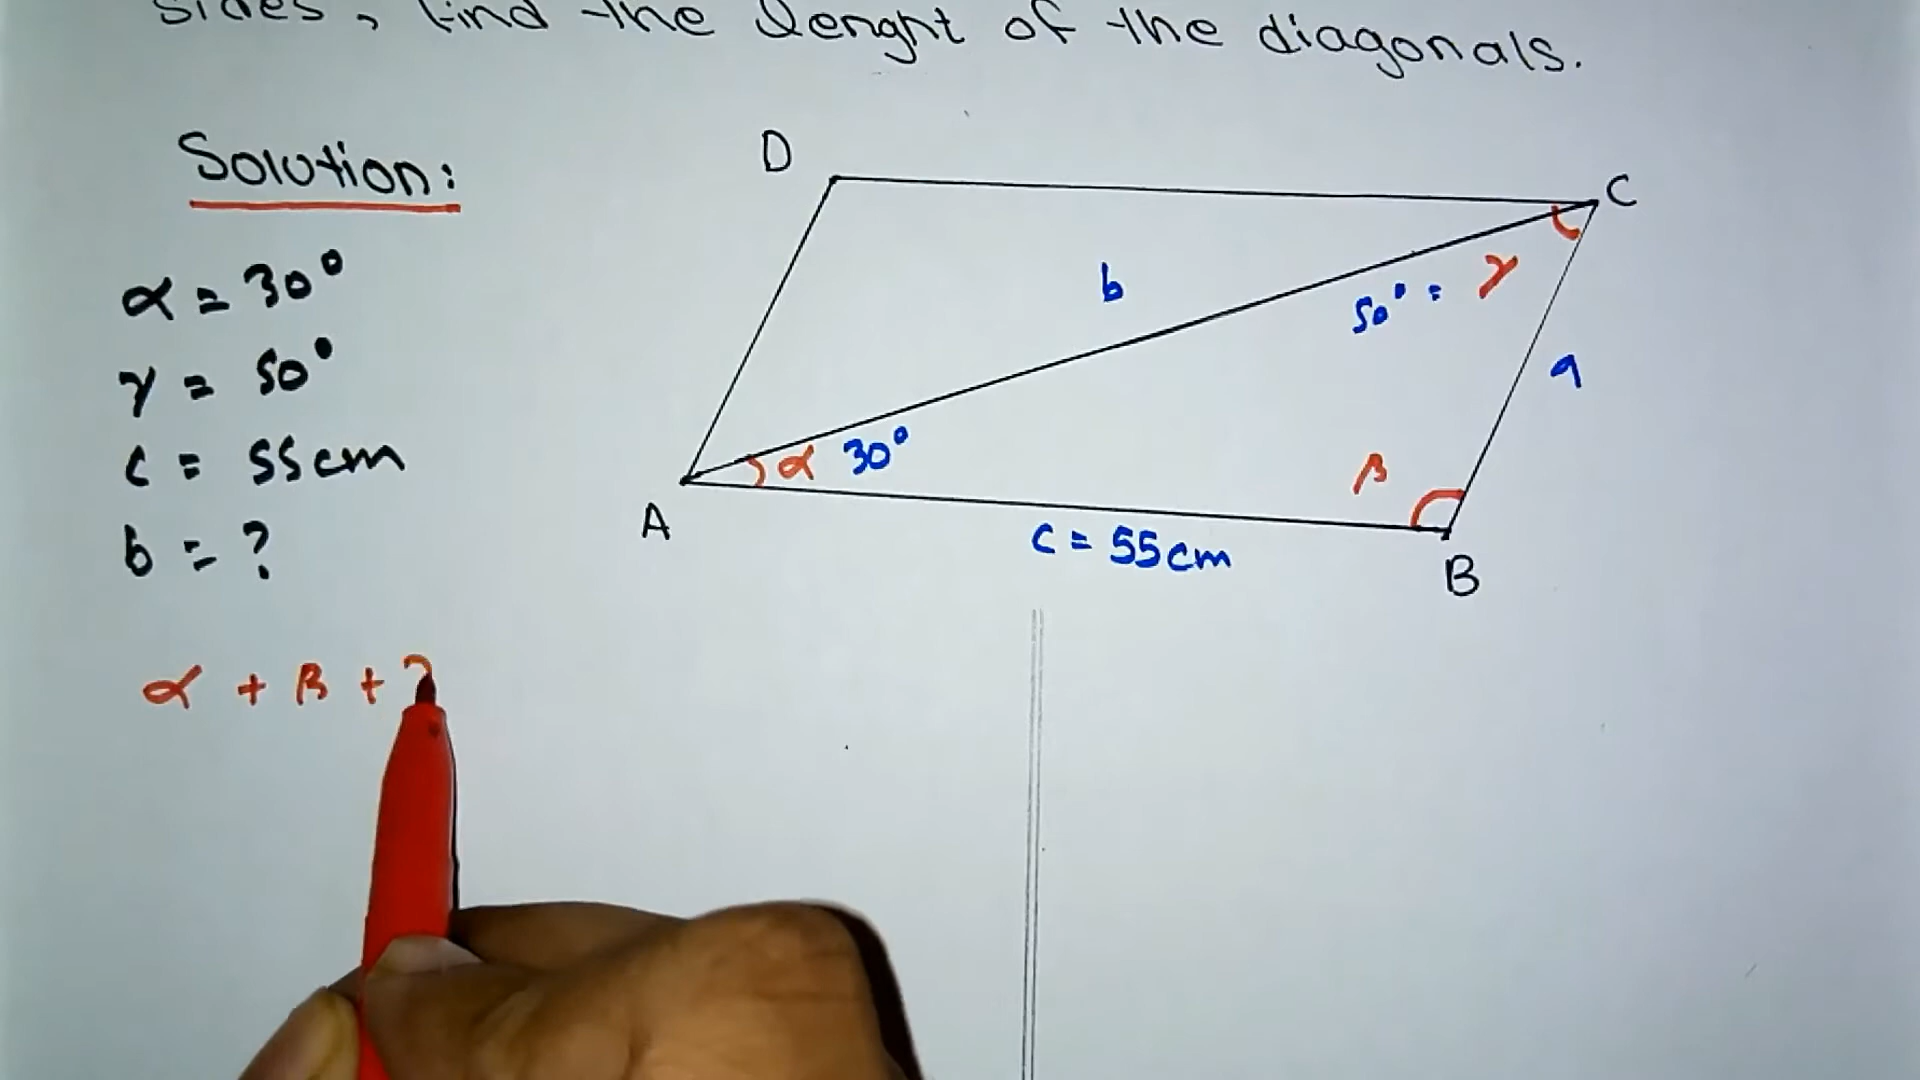 sides, find the lenght of the diagonals.
Solution:
α = 30°
γ = 50°
c = 55cm
b = ?
α + β +
D
C
b
50° = γ
a
α 30°
β
A
c = 55cm
B